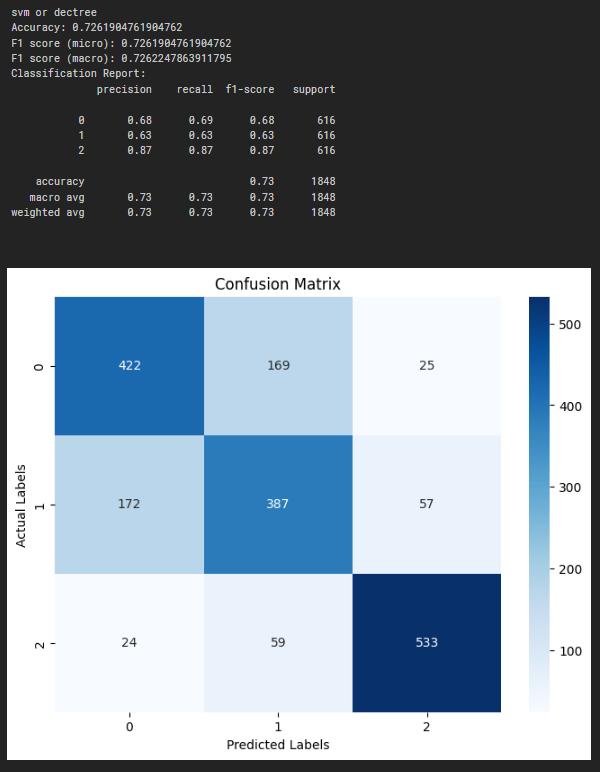 svm or dectree
Accuracy: 0.7261904761904762
F1 score (micro): 0.7261904761904762
F1 score (macro): 0.7262247863911795
Classification Report:
precision recall f1-score support
0 0.68 0.69 0.68 616
1 0.63 0.63 0.63 616
2 0.87 0.87 0.87 616
accuracy 0.73 1848
macro avg 0.73 0.73 0.73 1848
weighted avg 0.73 0.73 0.73 1848
Confusion Matrix
0 422 169 25
1 172 387 57
2 24 59 533
0 1 2
Predicted Labels
Actual Labels
500
400
300
200
100